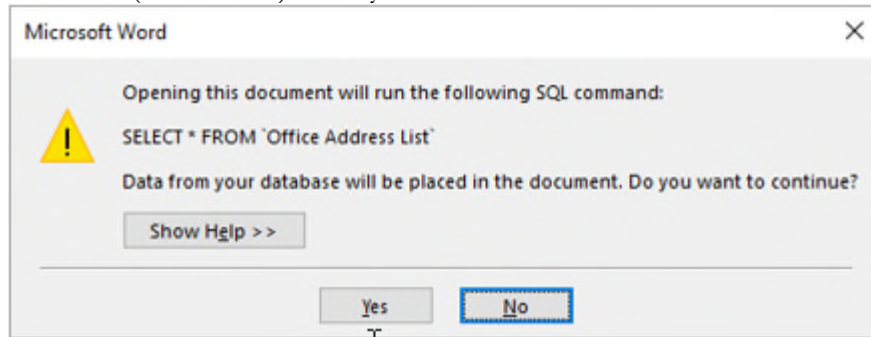 Microsoft Word
Opening this document will run the following SQL command:
SELECT * FROM `Office Address List`
Data from your database will be placed in the document. Do you want to continue?
Show Help >>
Yes
No